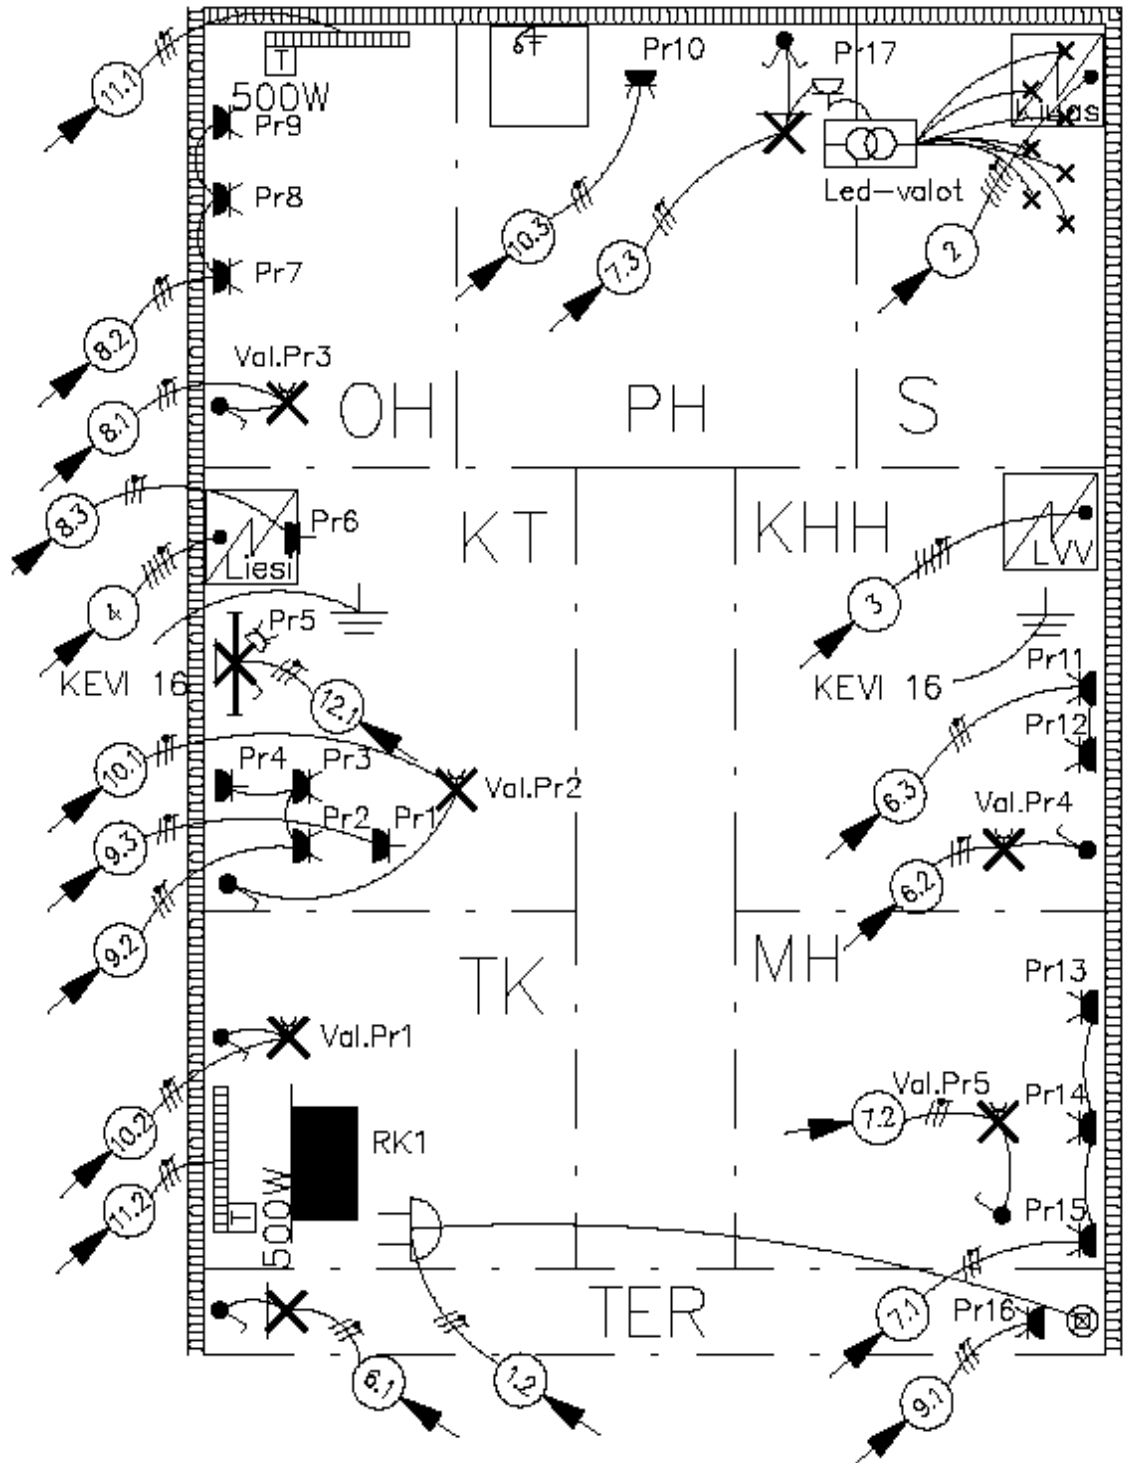 Pr10
Pr17
T
11.1
500W
Kiuas
Pr9
Pr8
Led-valot
10.3
7.3
2
Pr7
8.2
Val.Pr3
OH
PH
S
8.1
8.3
Pr6
KT
KHH
Liesi
LVV
4
3
Pr5
KEVI 16
KEVI 16
Pr11
12.1
Pr12
10.1
Pr4
Pr3
Val.Pr2
6.3
Val.Pr4
Pr2
Pr1
9.3
6.2
9.2
TK
MH
Pr13
Val.Pr1
Val.Pr5
Pr14
7.2
10.2
RK1
11.2
T
500W
Pr15
TER
7.1
Pr16
6.1
1.2
9.1